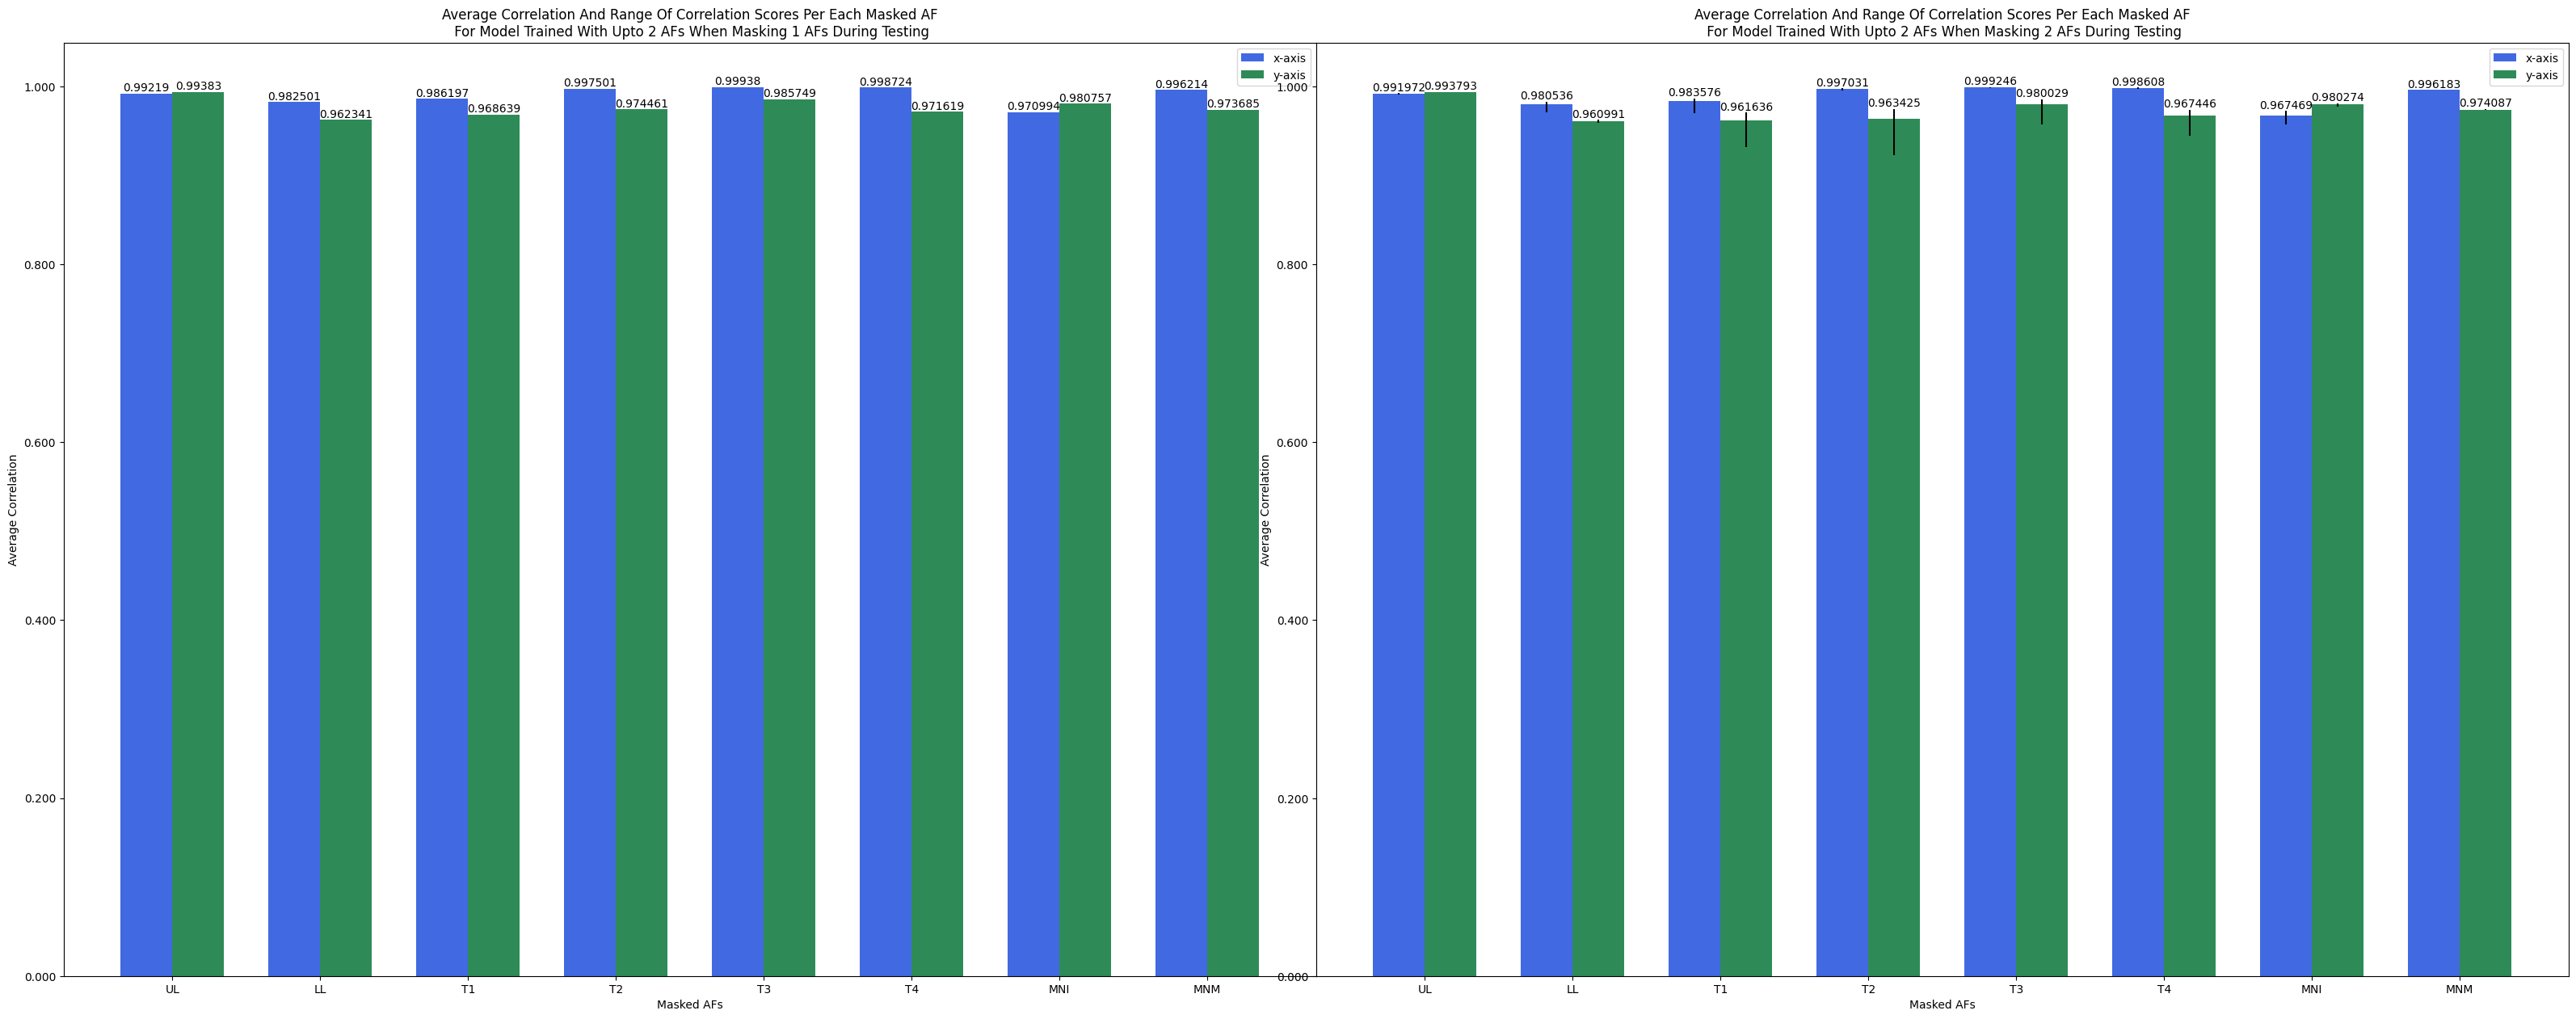 Average Correlation And Range Of Correlation Scores Per Each Masked AF
For Model Trained With Upto 2 AFs When Masking 1 AFs During Testing
x-axis
y-axis
0.99219 0.99383
0.982501 0.962341
0.986197 0.968639
0.997501 0.974461
0.99938 0.985749
0.998724 0.971619
0.970994 0.980757
0.996214 0.973685
1.000
0.800
0.600
0.400
0.200
0.000
Average Correlation
UL LL T1 T2 T3 T4 MNI MNM
Masked AFs
Average Correlation And Range Of Correlation Scores Per Each Masked AF
For Model Trained With Upto 2 AFs When Masking 2 AFs During Testing
x-axis
y-axis
0.991972 0.993793
0.980536 0.960991
0.983576 0.961636
0.997031 0.963425
0.999246 0.980029
0.998608 0.967446
0.967469 0.980274
0.996183 0.974087
1.000
0.800
0.600
0.400
0.200
0.000
Average Correlation
UL LL T1 T2 T3 T4 MNI MNM
Masked AFs